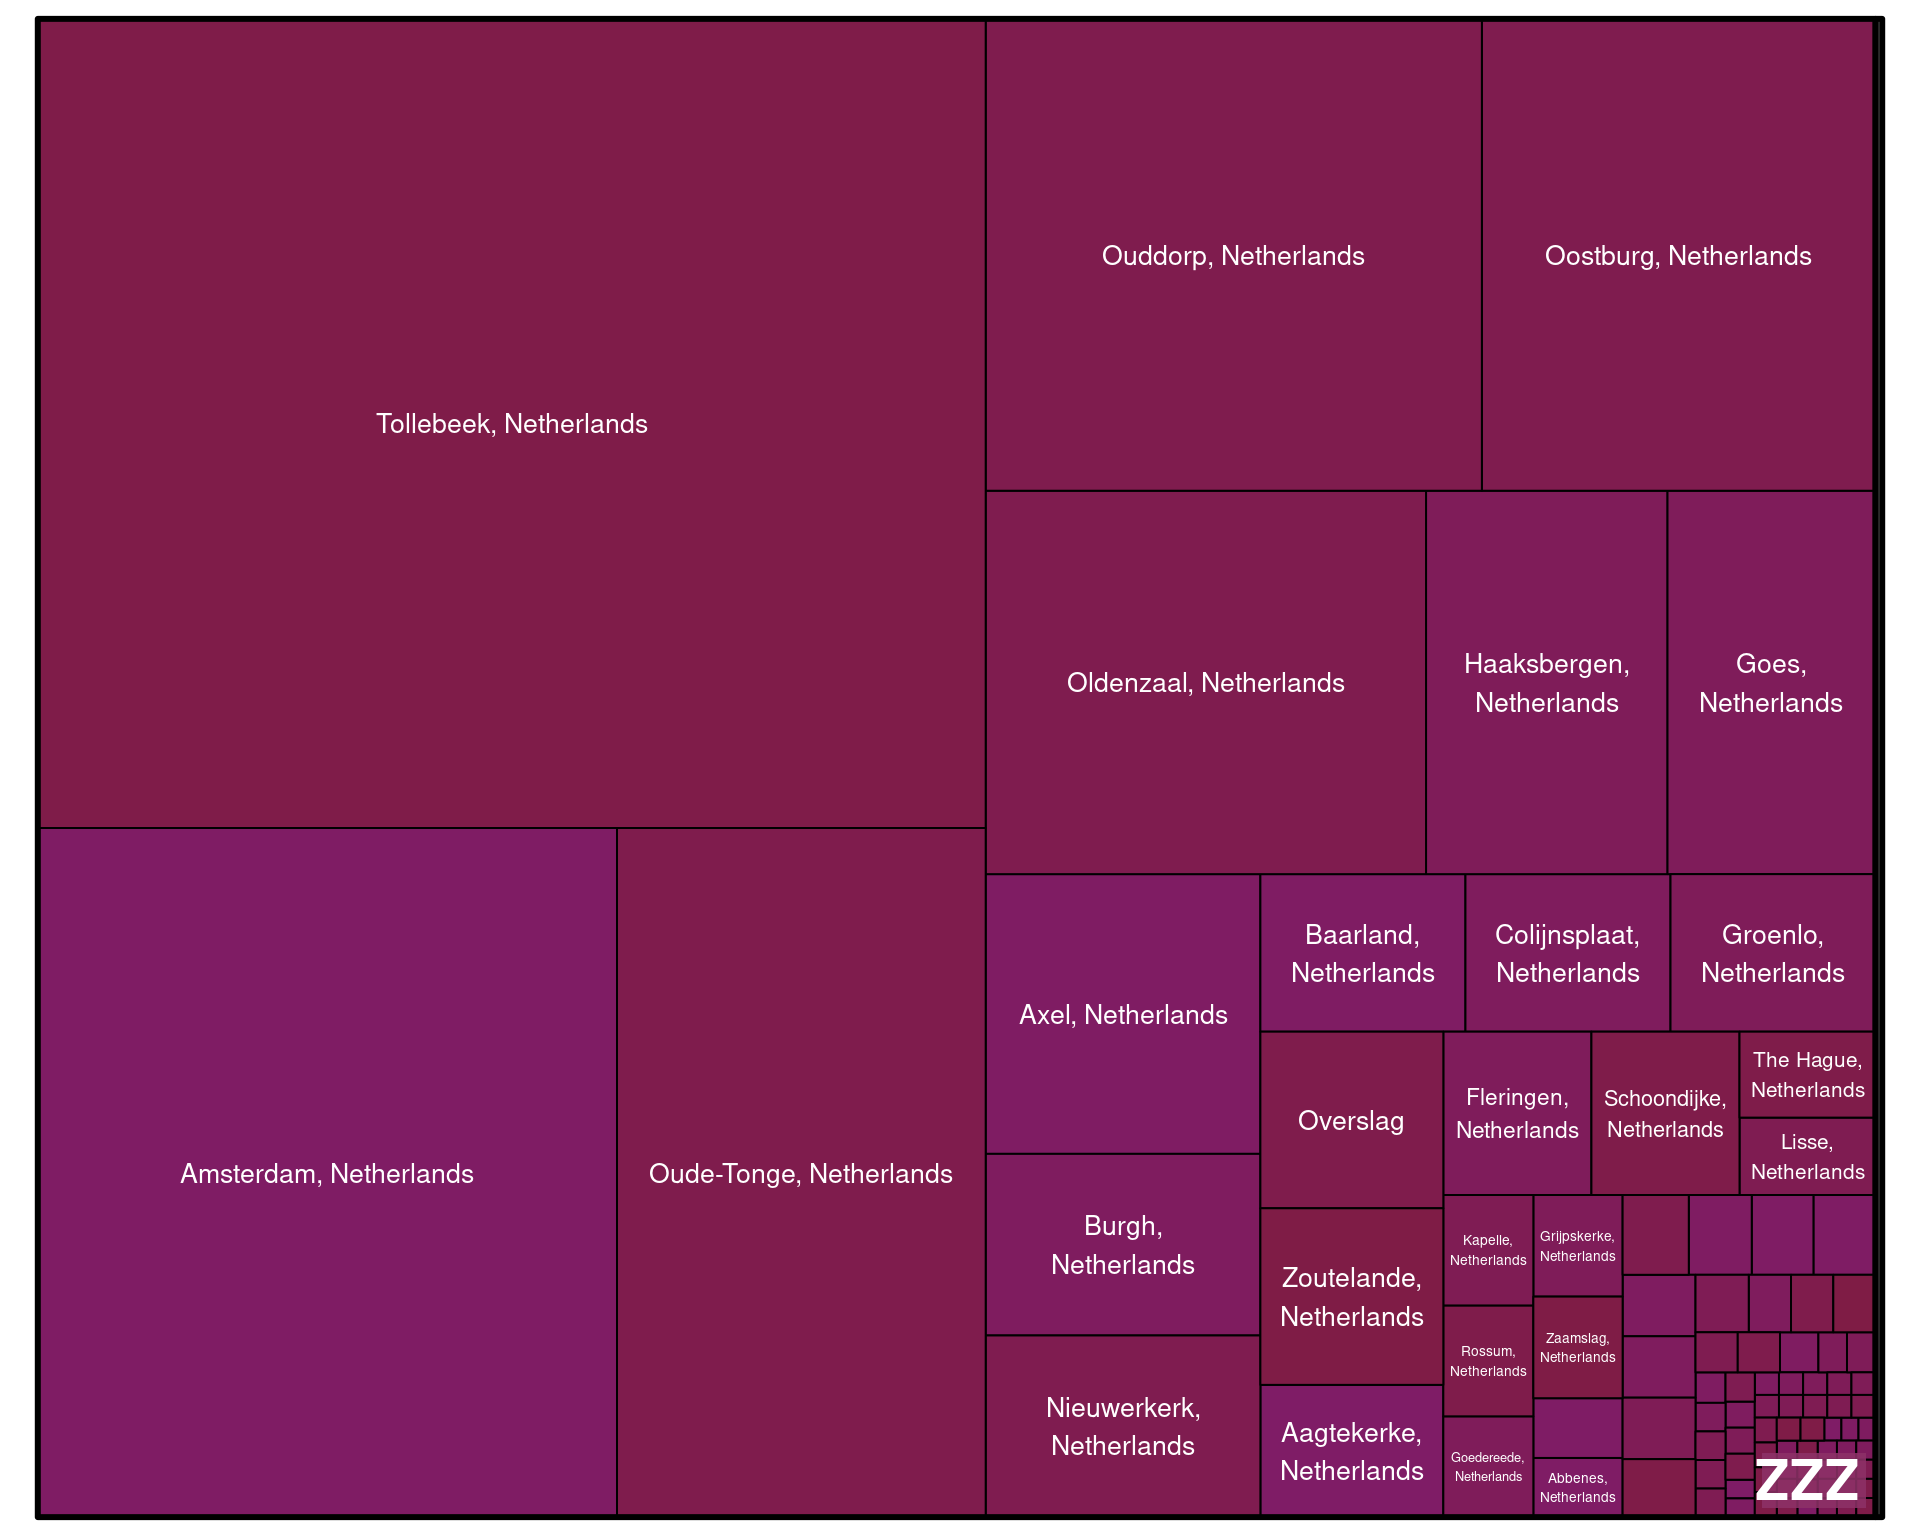 Tollebeek, Netherlands
Ouddorp, Netherlands
Oostburg, Netherlands
Oldenzaal, Netherlands
Haaksbergen,
Netherlands
Goes,
Netherlands
Amsterdam, Netherlands
Oude-Tonge, Netherlands
Axel, Netherlands
Burgh,
Netherlands
Nieuwerkerk,
Netherlands
Baarland,
Netherlands
Colijnsplaat,
Netherlands
Groenlo,
Netherlands
Overslag
Zoutelande,
Netherlands
Aagtekerke,
Netherlands
Fleringen,
Netherlands
Schoondijke,
Netherlands
The Hague,
Netherlands
Lisse,
Netherlands
Kapelle,
Netherlands
Rossum,
Netherlands
Goedereede,
Netherlands
Grijpskerke,
Netherlands
Zaamslag,
Netherlands
Abbenes,
Netherlands
ZZZ